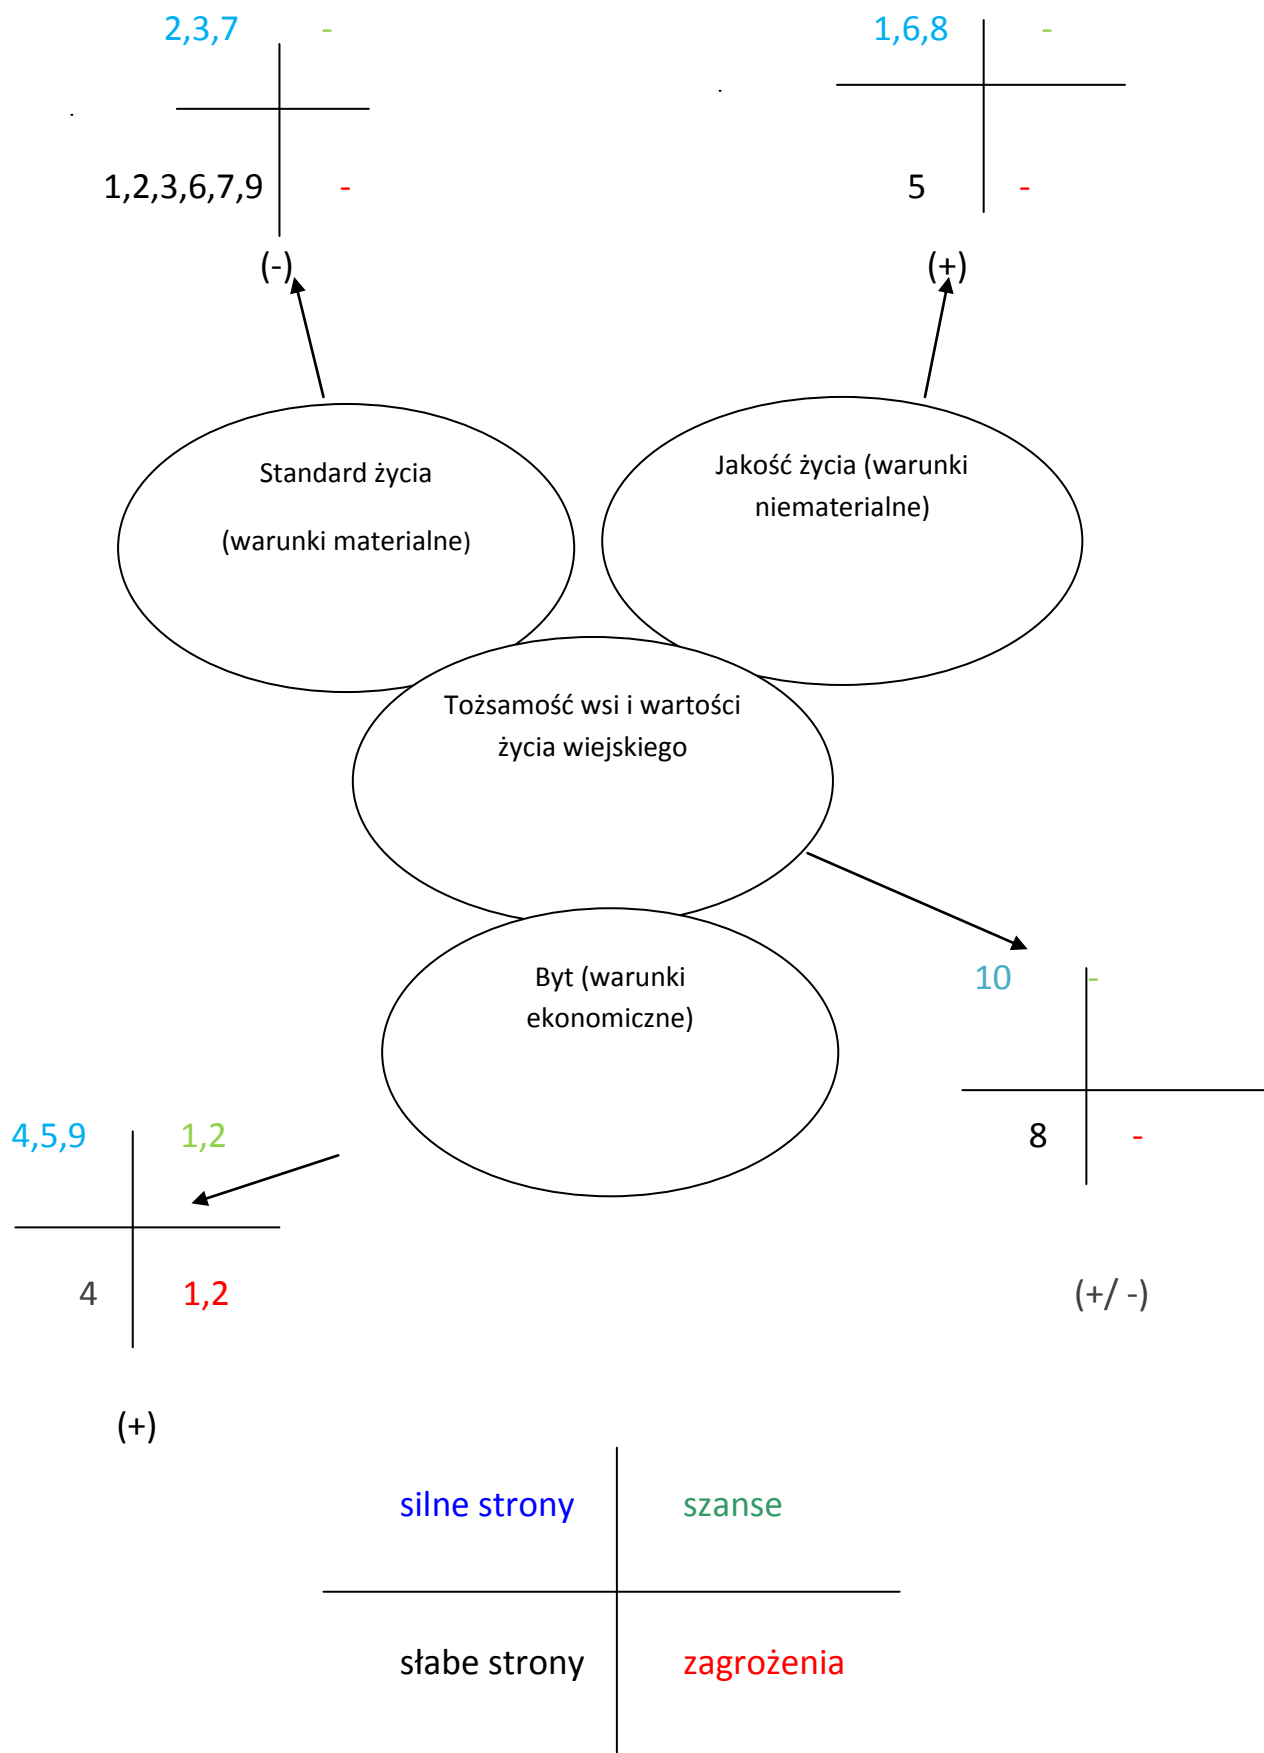 2,3,7 -
1,6,8 -
1,2,3,6,7,9 -
5 -
(-)
(+)
Standard życia
(warunki materialne)
Jakość życia (warunki
niematerialne)
Tożsamość wsi i wartości
życia wiejskiego
Byt (warunki
ekonomiczne)
10 -
8 -
(+/ -)
4,5,9 1,2
4 1,2
(+)
silne strony szanse
słabe strony zagrożenia